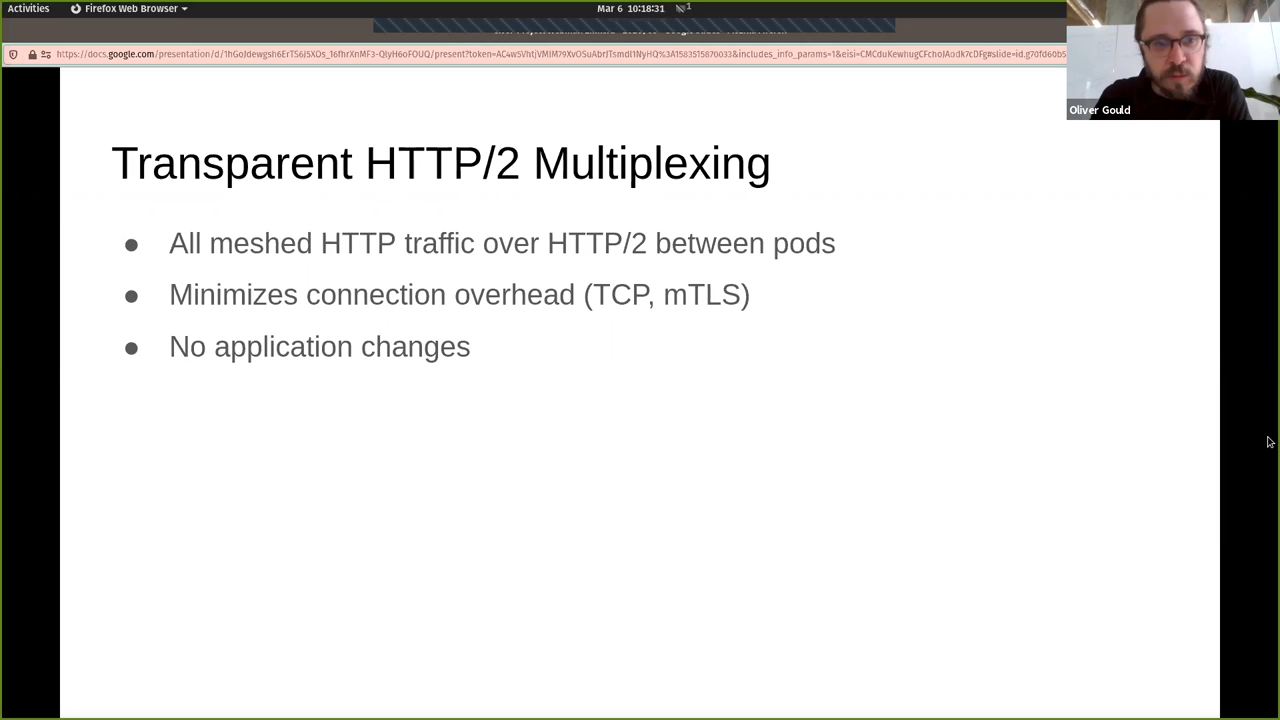 Activities
Firefox Web Browser
Mar 6 10:18:31
1
Oliver Gould
Transparent HTTP/2 Multiplexing
● All meshed HTTP traffic over HTTP/2 between pods
● Minimizes connection overhead (TCP, mTLS)
● No application changes